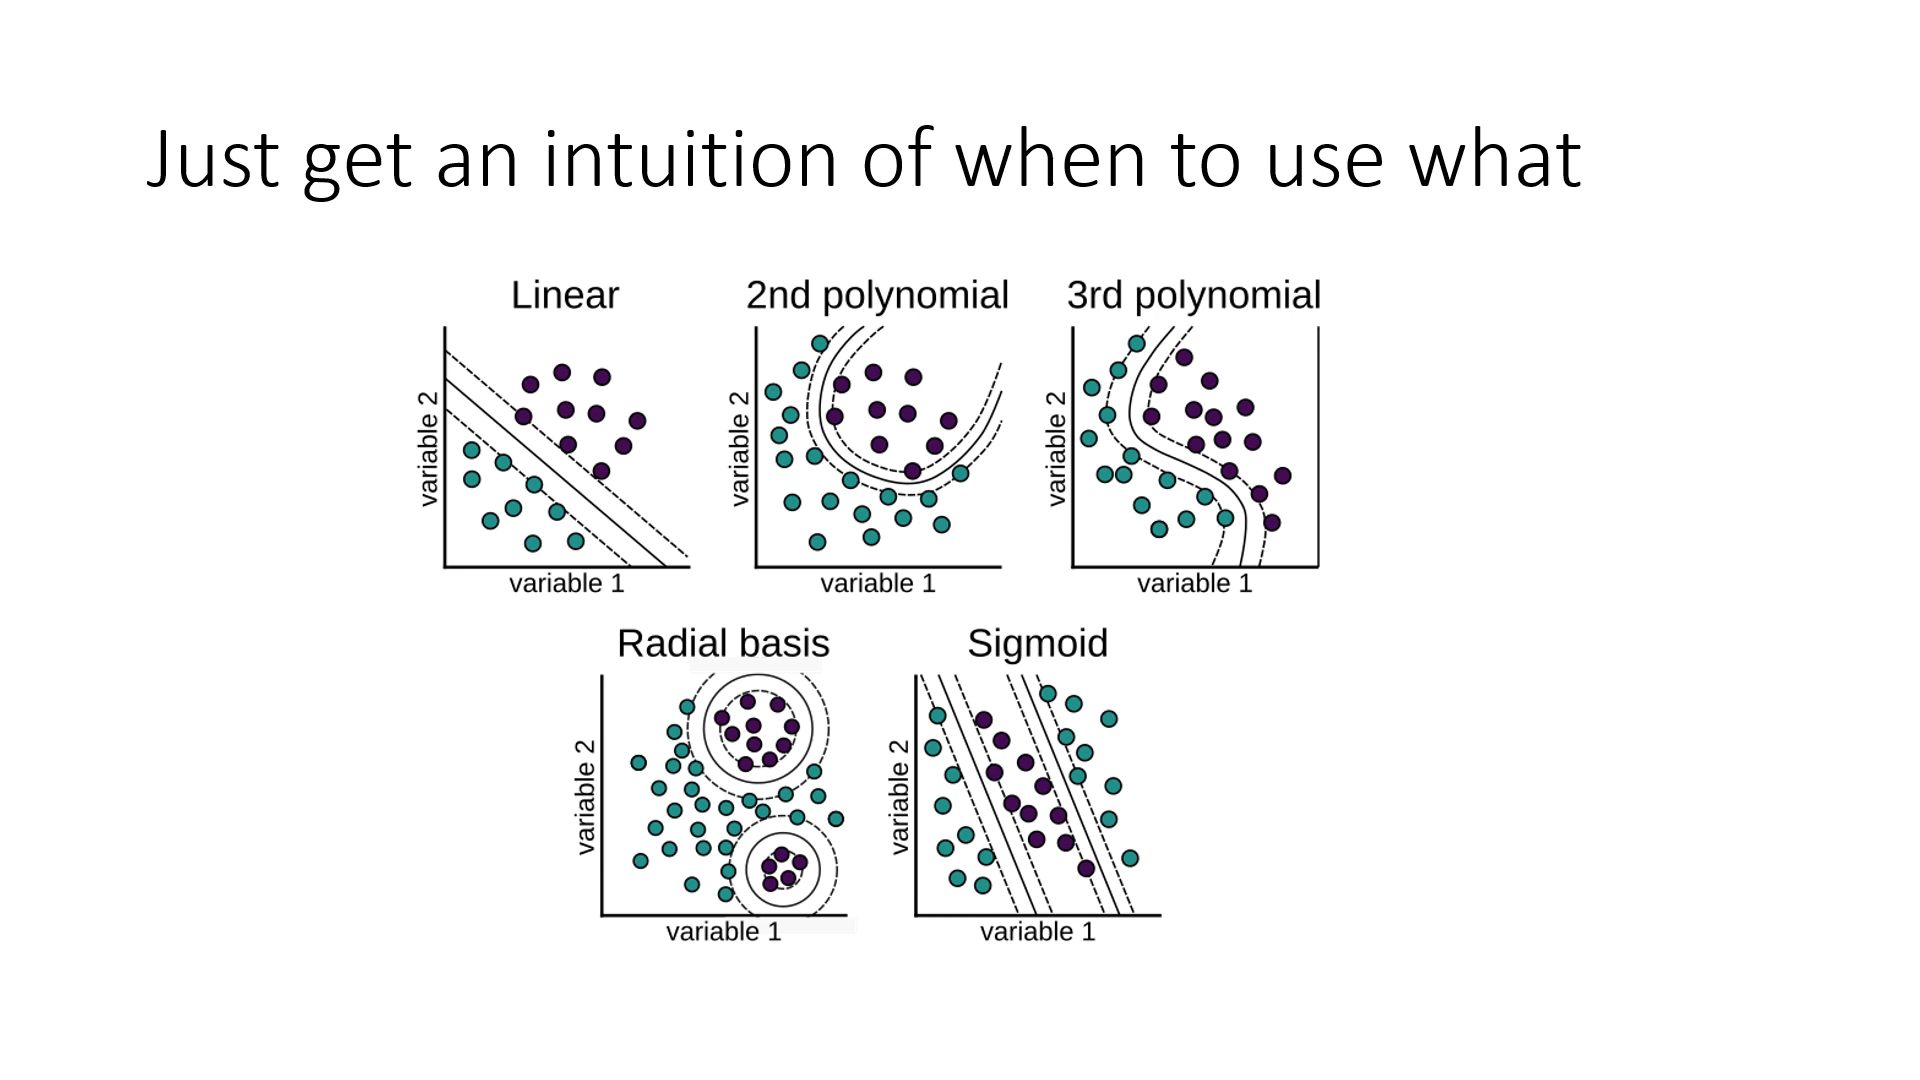 Just get an intuition of when to use what
Linear
2nd polynomial
3rd polynomial
variable 2
variable 1
variable 2
variable 1
variable 2
variable 1
Radial basis
Sigmoid
variable 2
variable 1
variable 2
variable 1